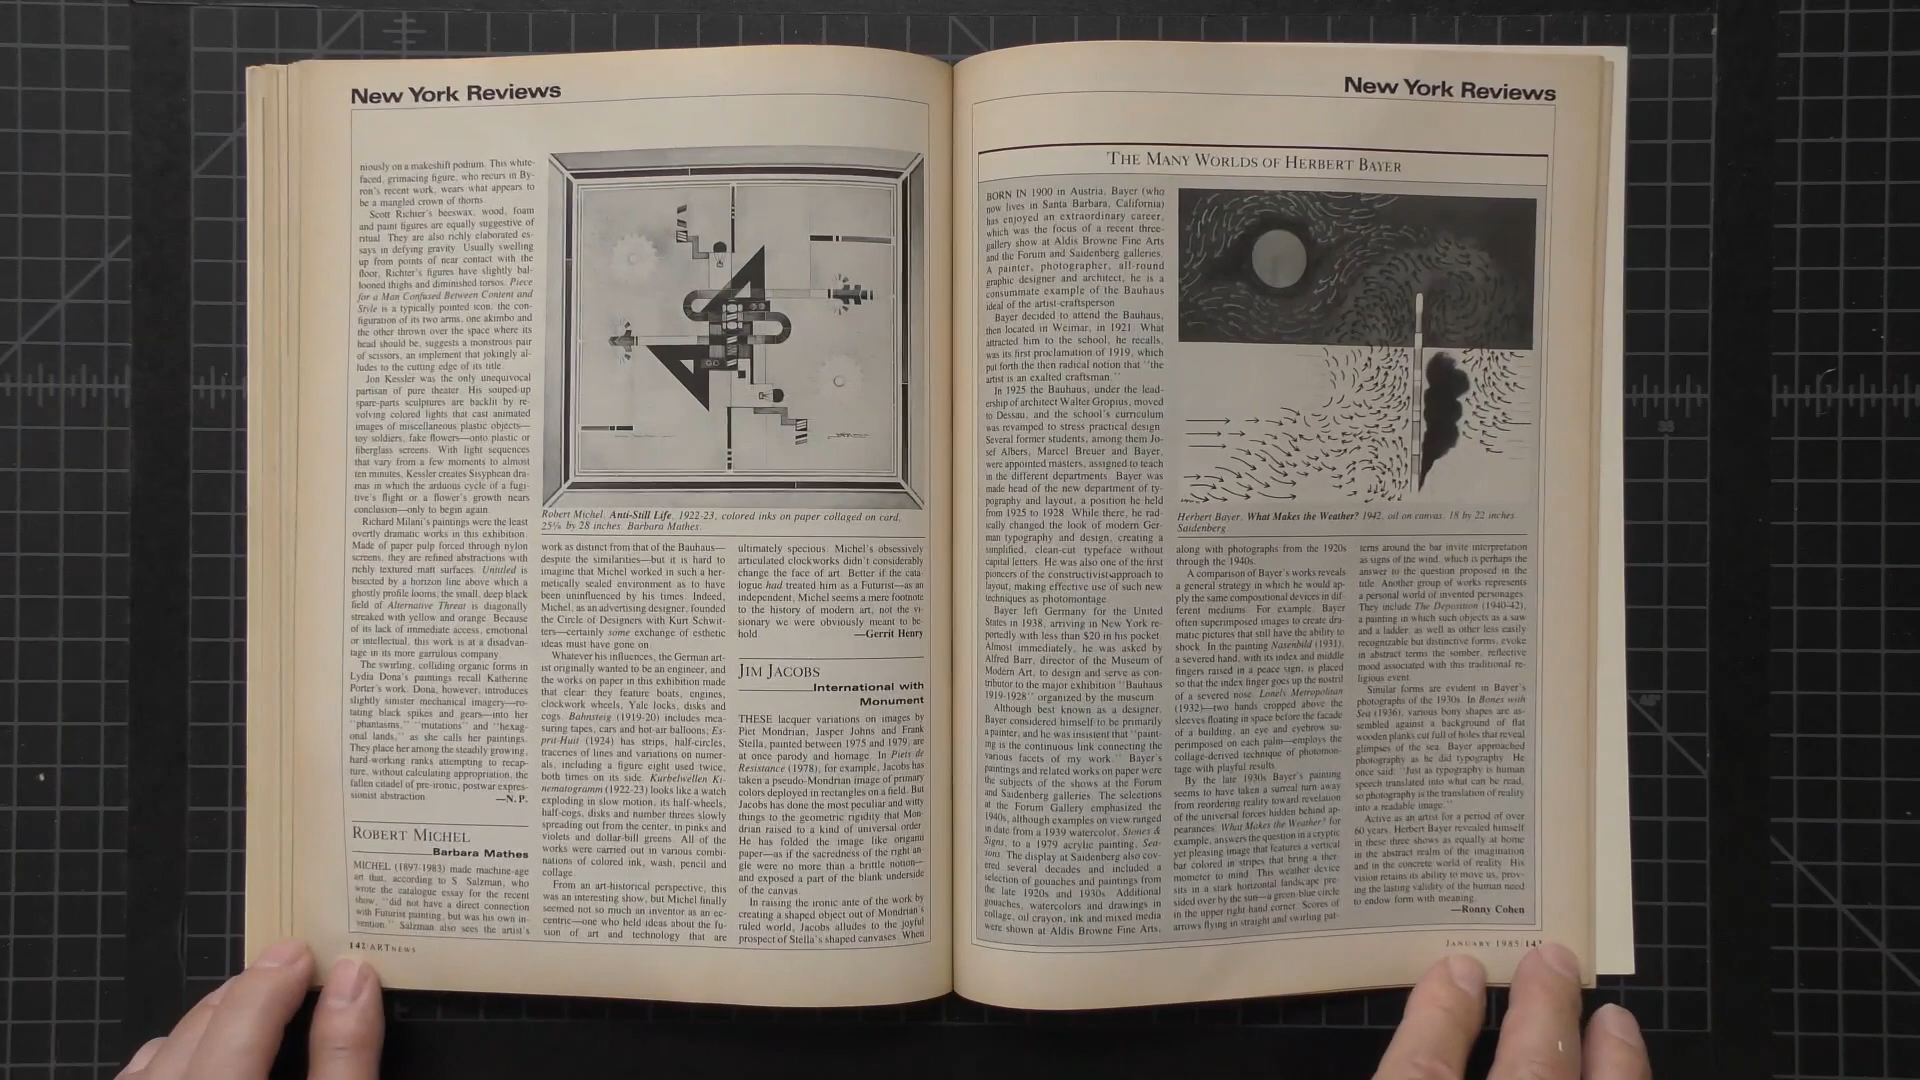 New York Reviews
niously on a makeshift podium. This white-
faced, grimacing figure, who recurs in By-
ron's recent work, wears what appears to
be a mangled crown of thorns.
Scott Richter's beeswax, wood, foam
and paint figures are equally suggestive of
ritual. They are also richly elaborated es-
says in defying gravity. Usually swelling
up from points of near contact with the
floor, Richter's figures have slightly bal-
looned thighs and diminished torsos. Piece
for a Man Confused Between Content and
Style is a typically pointed icon, the con-
figuration of its two arms, one akimbo and
the other thrown over the space where its
head should be, suggests a monstrous pair
of scissors, an implement that jokingly al-
ludes to the cutting edge of its title.
Jon Kessler was the only unequivocal
partisan of pure theater. His souped-up
spare-parts sculptures are backlit by re-
volving colored lights that cast animated
images of miscellaneous plastic objects—
toy soldiers, fake flowers—onto plastic or
fiberglass screens. With light sequences
that vary from a few moments to almost
ten minutes, Kessler creates Sisyphean dra-
mas in which the arduous cycle of a fugi-
tive's flight or a flower's growth nears
conclusion—only to begin again.
Richard Milani's paintings were the least
overtly dramatic works in this exhibition.
Made of paper pulp forced through nylon
screens, they are refined abstractions with
richly textured matt surfaces. Untitled is
bisected by a horizon line above which a
ghostly profile looms, the small, deep black
field of Alternative Threat is diagonally
streaked with yellow and orange. Because
of its lack of immediate access, emotional
or intellectual, this work is at a disadvan-
tage in its more garrulous company.
The swirling, colliding organic forms in
Lydia Dona's paintings recall Katherine
Porter's work. Dona, however, introduces
slightly sinister mechanical imagery—ro-
tating black spikes and gears—into her
"phantasms," "mutations" and "hexag-
onal lands," as she calls her paintings.
They place her among the steadily growing,
hard-working ranks attempting to recap-
ture, without calculating appropriation, the
fallen citadel of pre-ironic, postwar expres-
sionist abstraction. —N.P.
ROBERT MICHEL
Barbara Mathes
MICHEL (1897-1983) made machine-age
art that, according to S. Salzman, who
wrote the catalogue essay for the recent
show, "did not have a direct connection
with Futurist painting, but was his own in-
vention." Salzman also sees the artist's
Robert Michel, Anti-Still Life, 1922-23, colored inks on paper collaged on card,
25⅛ by 28 inches. Barbara Mathes.
work as distinct from that of the Bauhaus—
despite the similarities—but it is hard to
imagine that Michel worked in such a her-
metically sealed environment as to have
been uninfluenced by his times. Indeed,
Michel, as an advertising designer, founded
the Circle of Designers with Kurt Schwit-
ters—certainly some exchange of esthetic
ideas must have gone on.
Whatever his influences, the German art-
ist originally wanted to be an engineer, and
the works on paper in this exhibition made
that clear: they feature boats, engines,
clockwork wheels, Yale locks, disks and
cogs. Bahnsteig (1919-20) includes mea-
suring tapes, cars and hot-air balloons, Es-
prit-Huit (1924) has strips, half-circles,
traceries of lines and variations on numer-
als, including a figure eight used twice,
both times on its side. Kurbelwellen Ki-
nematogramm (1922-23) looks like a watch
exploding in slow motion, its half-wheels,
half-cogs, disks and number threes slowly
spreading out from the center, in pinks and
violets and dollar-bill greens. All of the
works were carried out in various combi-
nations of colored ink, wash, pencil and
collage.
From an art-historical perspective, this
was an interesting show, but Michel finally
seemed not so much an inventor as an ec-
centric—one who held ideas about the fu-
sion of art and technology that are
ultimately specious. Michel's obsessively
articulated clockworks didn't considerably
change the face of art. Better if the cata-
logue had treated him as a Futurist—as an
independent, Michel seems a mere footnote
to the history of modern art, not the vi-
sionary we were obviously meant to be-
hold. —Gerrit Henry
JIM JACOBS
International with
Monument
THESE lacquer variations on images by
Piet Mondrian, Jasper Johns and Frank
Stella, painted between 1975 and 1979, are
at once parody and homage. In Piets de
Resistance (1978), for example, Jacobs has
taken a pseudo-Mondrian image of primary
colors deployed in rectangles on a field. But
Jacobs has done the most peculiar and witty
things to the geometric rigidity that Mon-
drian raised to a kind of universal order.
He has folded the image like origami
paper—as if the sacredness of the right an-
gle were no more than a brittle notion—
and exposed a part of the blank underside
of the canvas.
In raising the ironic ante of the work by
creating a shaped object out of Mondrian's
ruled world, Jacobs alludes to the joyful
prospect of Stella's shaped canvases. When
142/ARTNEWS
New York Reviews
THE MANY WORLDS OF HERBERT BAYER
BORN IN 1900 in Austria, Bayer (who
now lives in Santa Barbara, California)
has enjoyed an extraordinary career,
which was the focus of a recent three-
gallery show at Aldis Browne Fine Arts
and the Forum and Saidenberg galleries.
A painter, photographer, all-round
graphic designer and architect, he is a
consummate example of the Bauhaus
ideal of the artist-craftsperson.
Bayer decided to attend the Bauhaus,
then located in Weimar, in 1921. What
attracted him to the school, he recalls,
was its first proclamation of 1919, which
put forth the then radical notion that "the
artist is an exalted craftsman."
In 1925 the Bauhaus, under the lead-
ership of architect Walter Gropius, moved
to Dessau, and the school's curriculum
was revamped to stress practical design.
Several former students, among them Jo-
sef Albers, Marcel Breuer and Bayer,
were appointed masters, assigned to teach
in the different departments. Bayer was
made head of the new department of ty-
pography and layout, a position he held
from 1925 to 1928. While there, he rad-
ically changed the look of modern Ger-
man typography and design, creating a
simplified, clean-cut typeface without
capital letters. He was also one of the first
pioneers of the constructivist approach to
layout, making effective use of such new
techniques as photomontage.
Bayer left Germany for the United
States in 1938, arriving in New York re-
portedly with less than $20 in his pocket.
Almost immediately, he was asked by
Alfred Barr, director of the Museum of
Modern Art, to design and serve as con-
tributor to the major exhibition "Bauhaus
1919-1928" organized by the museum.
Although best known as a designer,
Bayer considered himself to be primarily
a painter, and he was insistent that "paint-
ing is the continuous link connecting the
various facets of my work." Bayer's
paintings and related works on paper were
the subjects of the shows at the Forum
and Saidenberg galleries. The selections
at the Forum Gallery emphasized the
1940s, although examples on view ranged
in date from a 1939 watercolor, Stones &
Signs, to a 1979 acrylic painting, Sea-
sons. The display at Saidenberg also cov-
ered several decades and included a
selection of gouaches and paintings from
the late 1920s and 1930s. Additional
gouaches, watercolors and drawings in
collage, oil crayon, ink and mixed media
were shown at Aldis Browne Fine Arts,
Herbert Bayer, What Makes the Weather? 1942, oil on canvas, 18 by 22 inches
Saidenberg.
along with photographs from the 1920s
through the 1940s.
A comparison of Bayer's works reveals
a general strategy in which he would ap-
ply the same compositional devices in dif-
ferent mediums. For example, Bayer
often superimposed images to create dra-
matic pictures that still have the ability to
shock. In the painting Nasenbild (1931),
a severed hand, with its index and middle
fingers raised in a peace sign, is placed
so that the index finger goes up the nostril
of a severed nose. Lonely Metropolitan
(1932)—two hands cropped above the
sleeves floating in space before the facade
of a building, an eye and eyebrow su-
perimposed on each palm—employs the
collage-derived technique of photomon-
tage with playful results.
By the late 1930s Bayer's painting
seems to have taken a surreal turn away
from reordering reality toward revelation
of the universal forces hidden behind ap-
pearances. What Makes the Weather? for
example, answers the question in a cryptic
yet pleasing image that features a vertical
bar colored in stripes that bring a ther-
mometer to mind. This weather device
sits in a stark horizontal landscape pre-
sided over by the sun—a green-blue circle
in the upper right hand corner. Scores of
arrows flying in straight and swirling pat-
terns around the bar invite interpretation
as signs of the wind, which is perhaps the
answer to the question proposed in the
title. Another group of works represents
a personal world of invented personages.
They include The Deposition (1940-42),
a painting in which such objects as a saw
and a ladder, as well as other less easily
recognizable but distinctive forms, evoke
in abstract terms the somber, reflective
mood associated with this traditional re-
ligious event.
Similar forms are evident in Bayer's
photographs of the 1930s. In Bones with
Sea (1936), various bony shapes are as-
sembled against a background of flat
wooden planks cut full of holes that reveal
glimpses of the sea. Bayer approached
photography as he did typography. He
once said: "Just as typography is human
speech translated into what can be read,
so photography is the translation of reality
into a readable image."
Active as an artist for a period of over
60 years, Herbert Bayer revealed himself
in these three shows as equally at home
in the abstract realm of the imagination
and in the concrete world of reality. His
vision retains its ability to move us, prov-
ing the lasting validity of the human need
to endow form with meaning.
—Ronny Cohen
JANUARY 1985/143